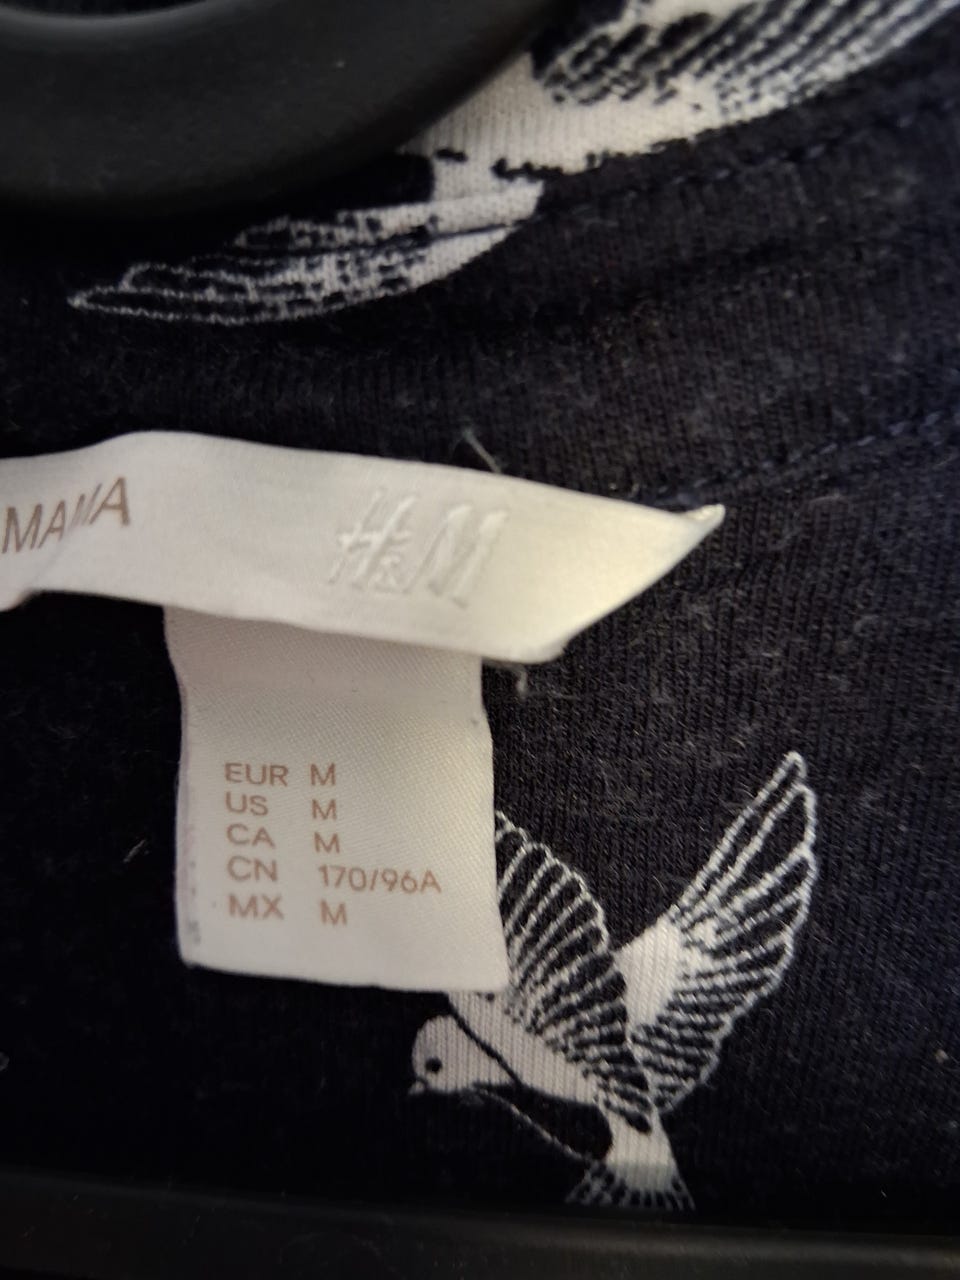 MAMA H&M
EUR M
US M
CA M
CN 170/96A
MX M